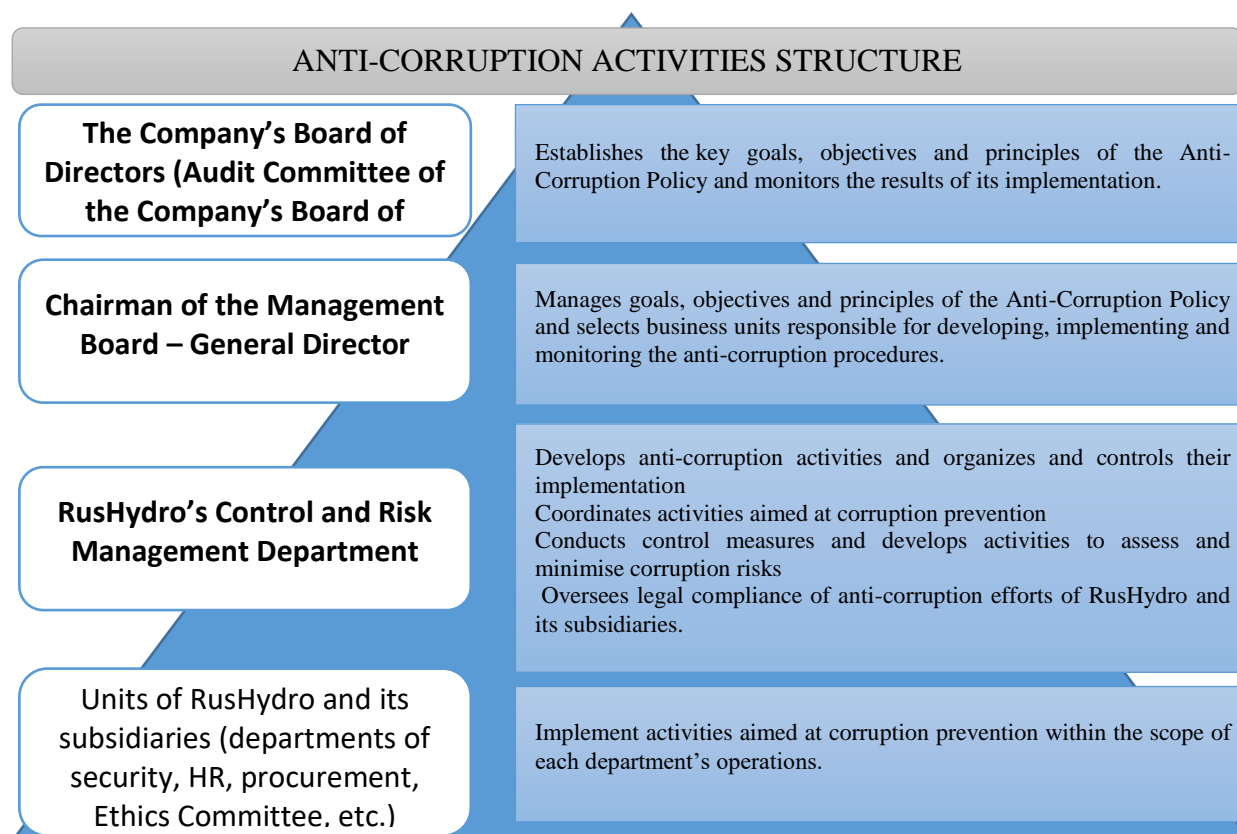 ANTI-CORRUPTION ACTIVITIES STRUCTURE
The Company’s Board of
Directors (Audit Committee of
the Company’s Board of
Establishes the key goals, objectives and principles of the Anti-
Corruption Policy and monitors the results of its implementation.
Chairman of the Management
Board – General Director
Manages goals, objectives and principles of the Anti-Corruption Policy
and selects business units responsible for developing, implementing and
monitoring the anti-corruption procedures.
RusHydro’s Control and Risk
Management Department
Develops anti-corruption activities and organizes and controls their
implementation
Coordinates activities aimed at corruption prevention
Conducts control measures and develops activities to assess and
minimise corruption risks
Oversees legal compliance of anti-corruption efforts of RusHydro and
its subsidiaries.
Units of RusHydro and its
subsidiaries (departments of
security, HR, procurement,
Ethics Committee, etc.)
Implement activities aimed at corruption prevention within the scope of
each department’s operations.